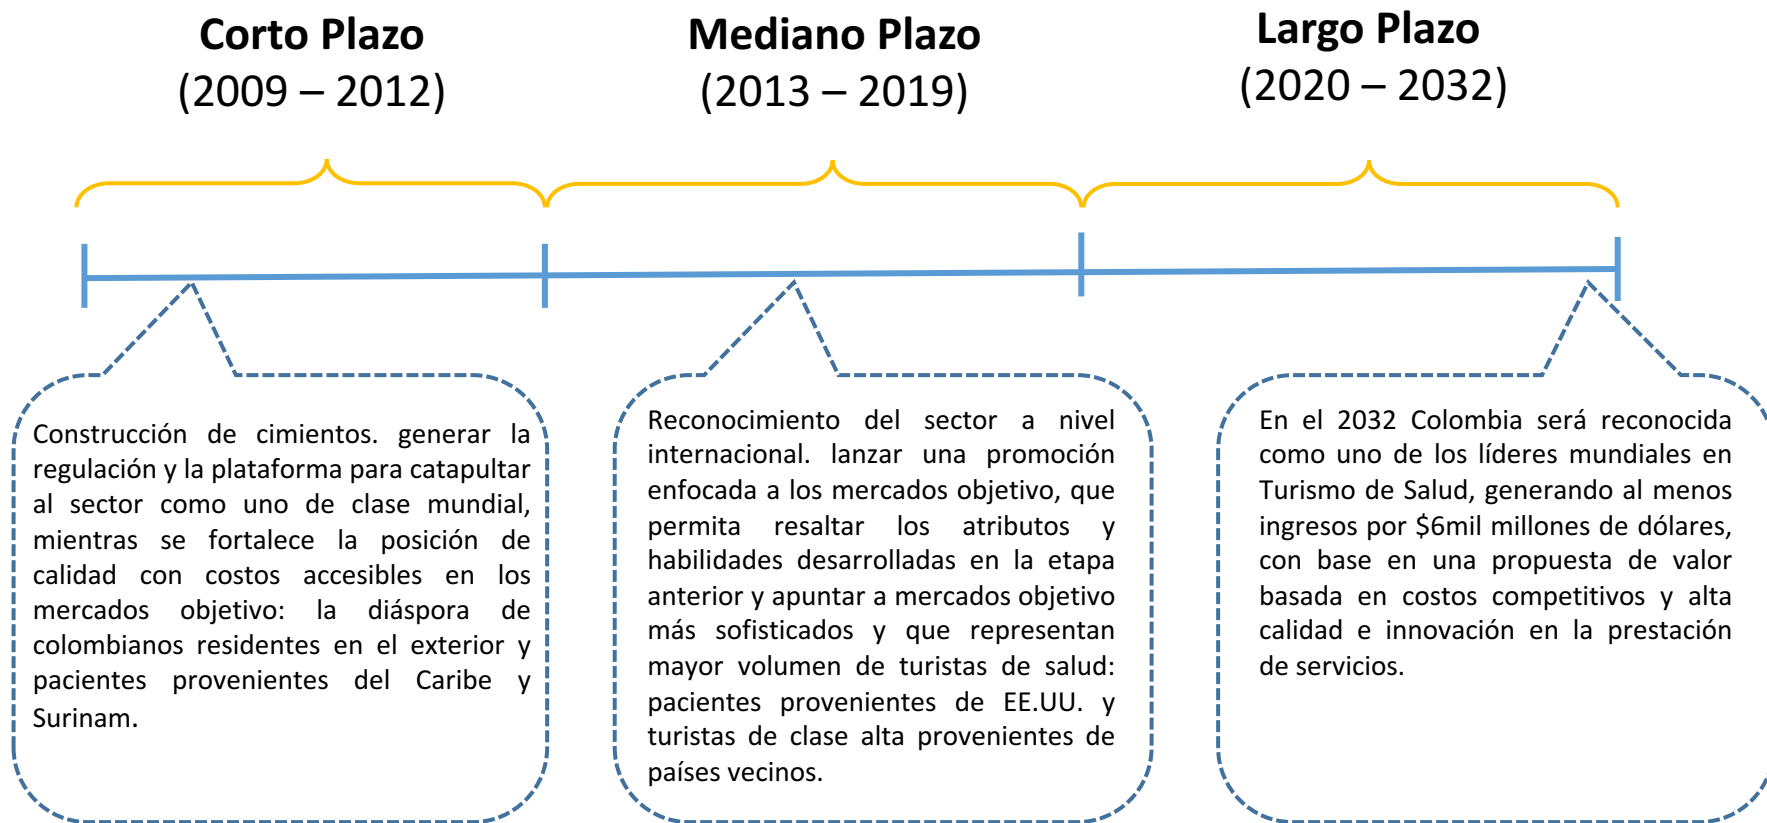 Corto Plazo
(2009 – 2012)
Mediano Plazo
(2013 – 2019)
Largo Plazo
(2020 – 2032)
Construcción de cimientos. generar la
regulación y la plataforma para catapultar
al sector como uno de clase mundial,
mientras se fortalece la posición de
calidad con costos accesibles en los
mercados objetivo: la diáspora de
colombianos residentes en el exterior y
pacientes provenientes del Caribe y
Surinam.
Reconocimiento del sector a nivel
internacional. lanzar una promoción
enfocada a los mercados objetivo, que
permita resaltar los atributos y
habilidades desarrolladas en la etapa
anterior y apuntar a mercados objetivo
más sofisticados y que representan
mayor volumen de turistas de salud:
pacientes provenientes de EE.UU. y
turistas de clase alta provenientes de
países vecinos.
En el 2032 Colombia será reconocida
como uno de los líderes mundiales en
Turismo de Salud, generando al menos
ingresos por $6mil millones de dólares,
con base en una propuesta de valor
basada en costos competitivos y alta
calidad e innovación en la prestación
de servicios.